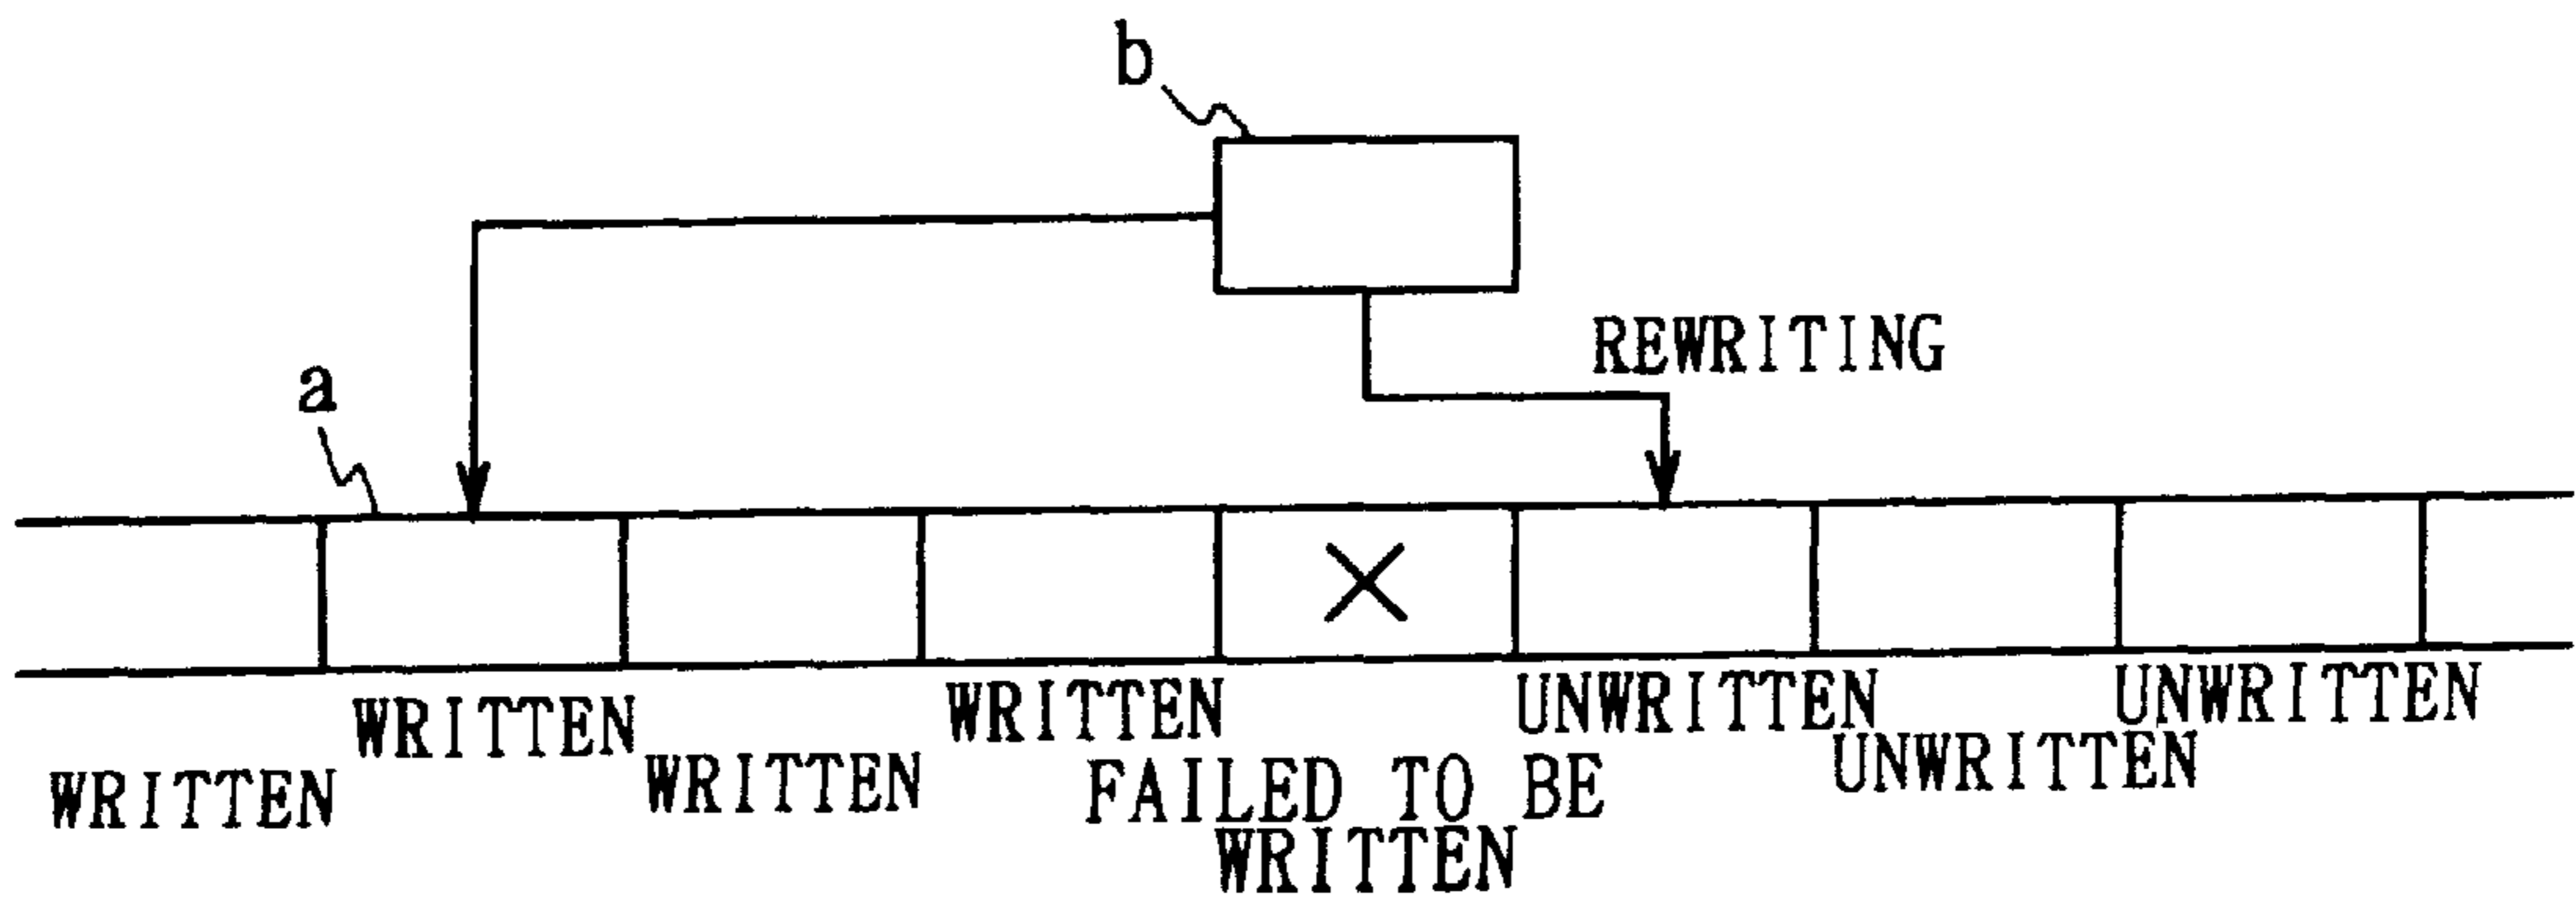 b
REWRITING
a
WRITTEN
WRITTEN
WRITTEN
WRITTEN
FAILED TO BE
WRITTEN
UNWRITTEN
UNWRITTEN
UNWRITTEN